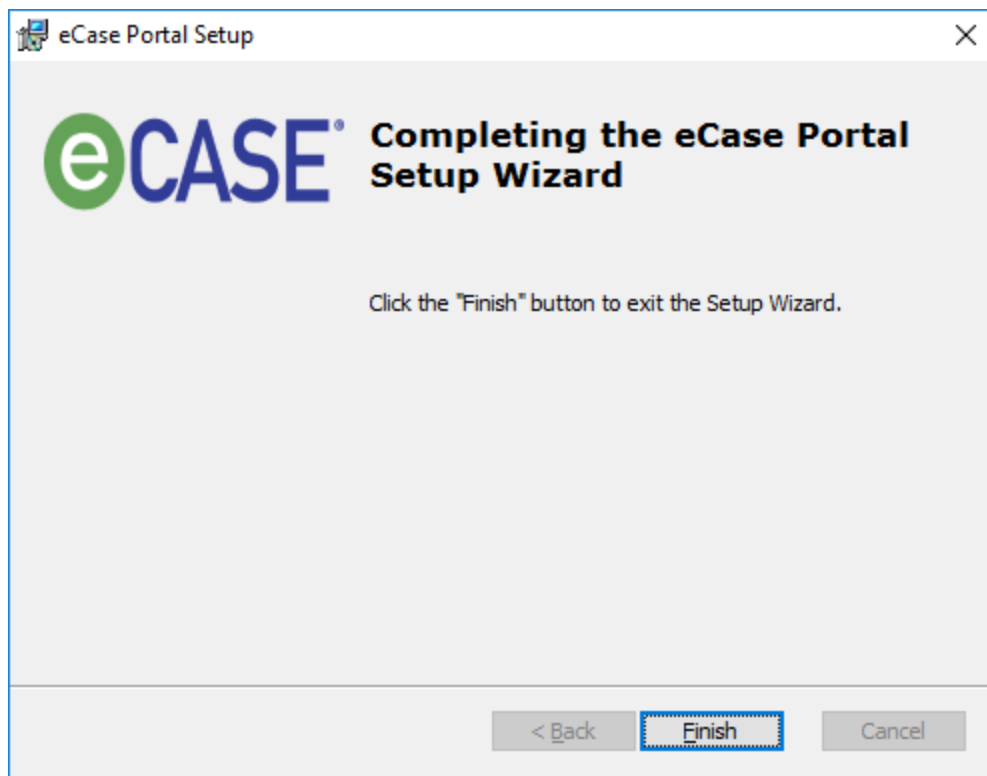 eCase Portal Setup
eCASE®
Completing the eCase Portal
Setup Wizard
Click the "Finish" button to exit the Setup Wizard.
< Back
Finish
Cancel